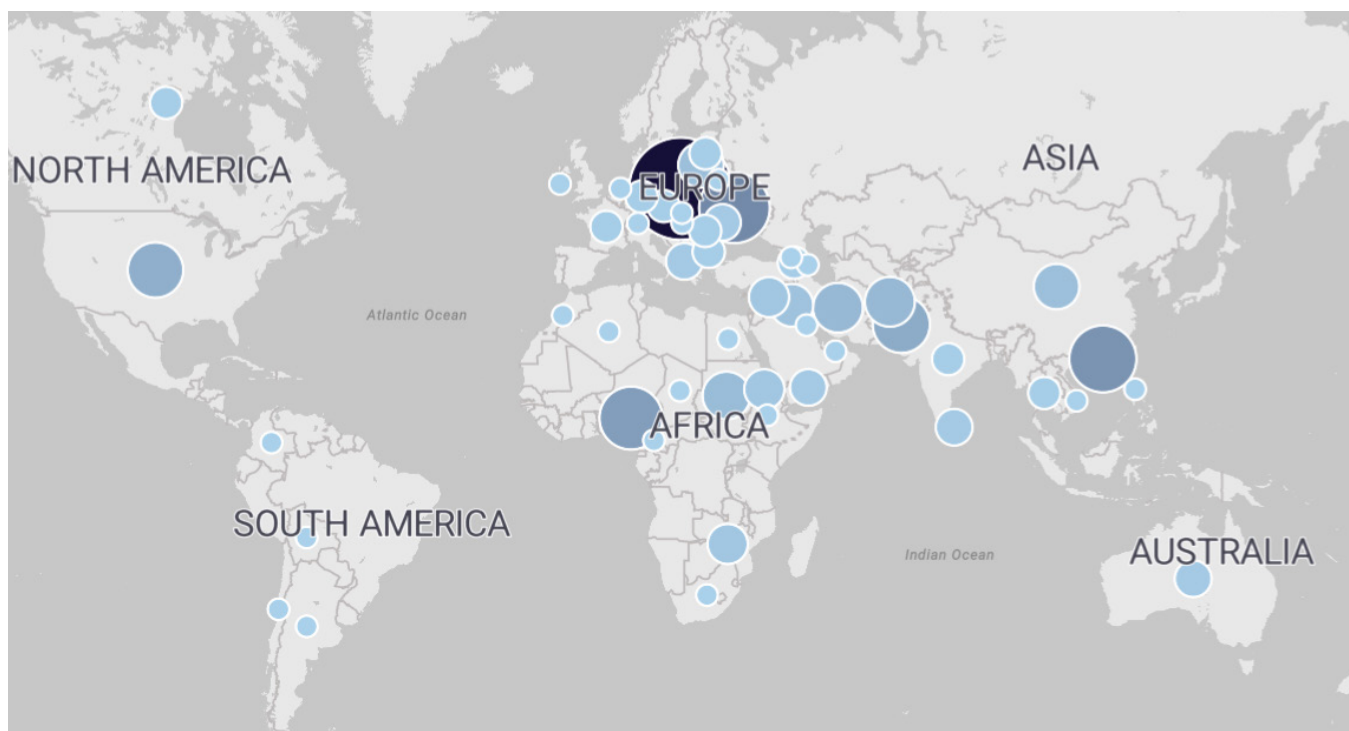 ASIA
NORTH AMERICA
EUROPE
Atlantic Ocean
AFRICA
SOUTH AMERICA
Indian Ocean
AUSTRALIA